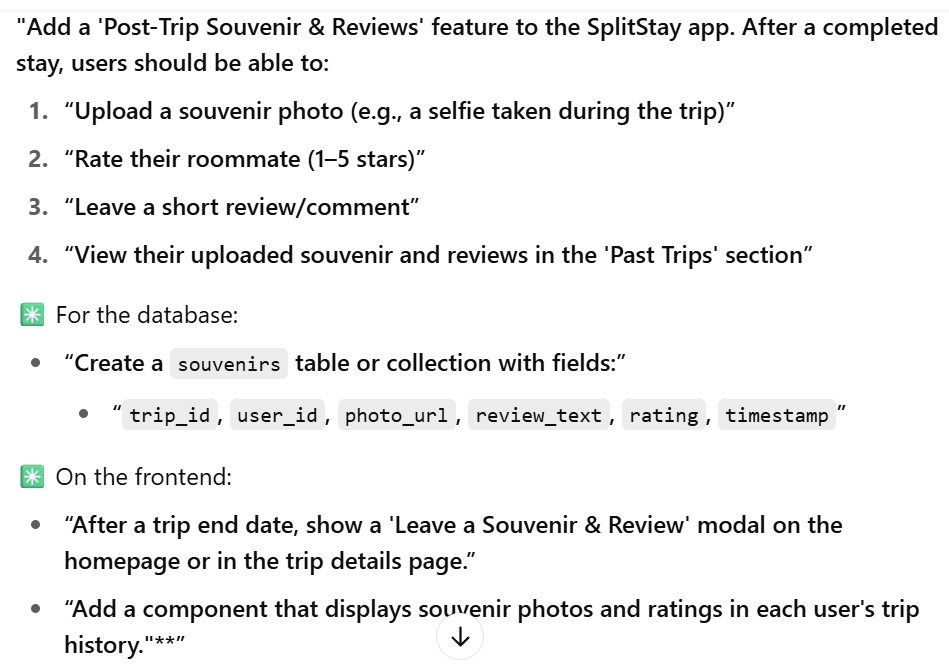 "Add a 'Post-Trip Souvenir & Reviews' feature to the SplitStay app. After a completed
stay, users should be able to:
1. “Upload a souvenir photo (e.g., a selfie taken during the trip)”
2. “Rate their roommate (1–5 stars)”
3. “Leave a short review/comment”
4. “View their uploaded souvenir and reviews in the 'Past Trips' section”
✳️ For the database:
• “Create a souvenirs table or collection with fields:”
• “trip_id, user_id, photo_url, review_text, rating, timestamp”
✳️ On the frontend:
• “After a trip end date, show a 'Leave a Souvenir & Review' modal on the
homepage or in the trip details page.”
• “Add a component that displays souvenir photos and ratings in each user's trip
history."**”